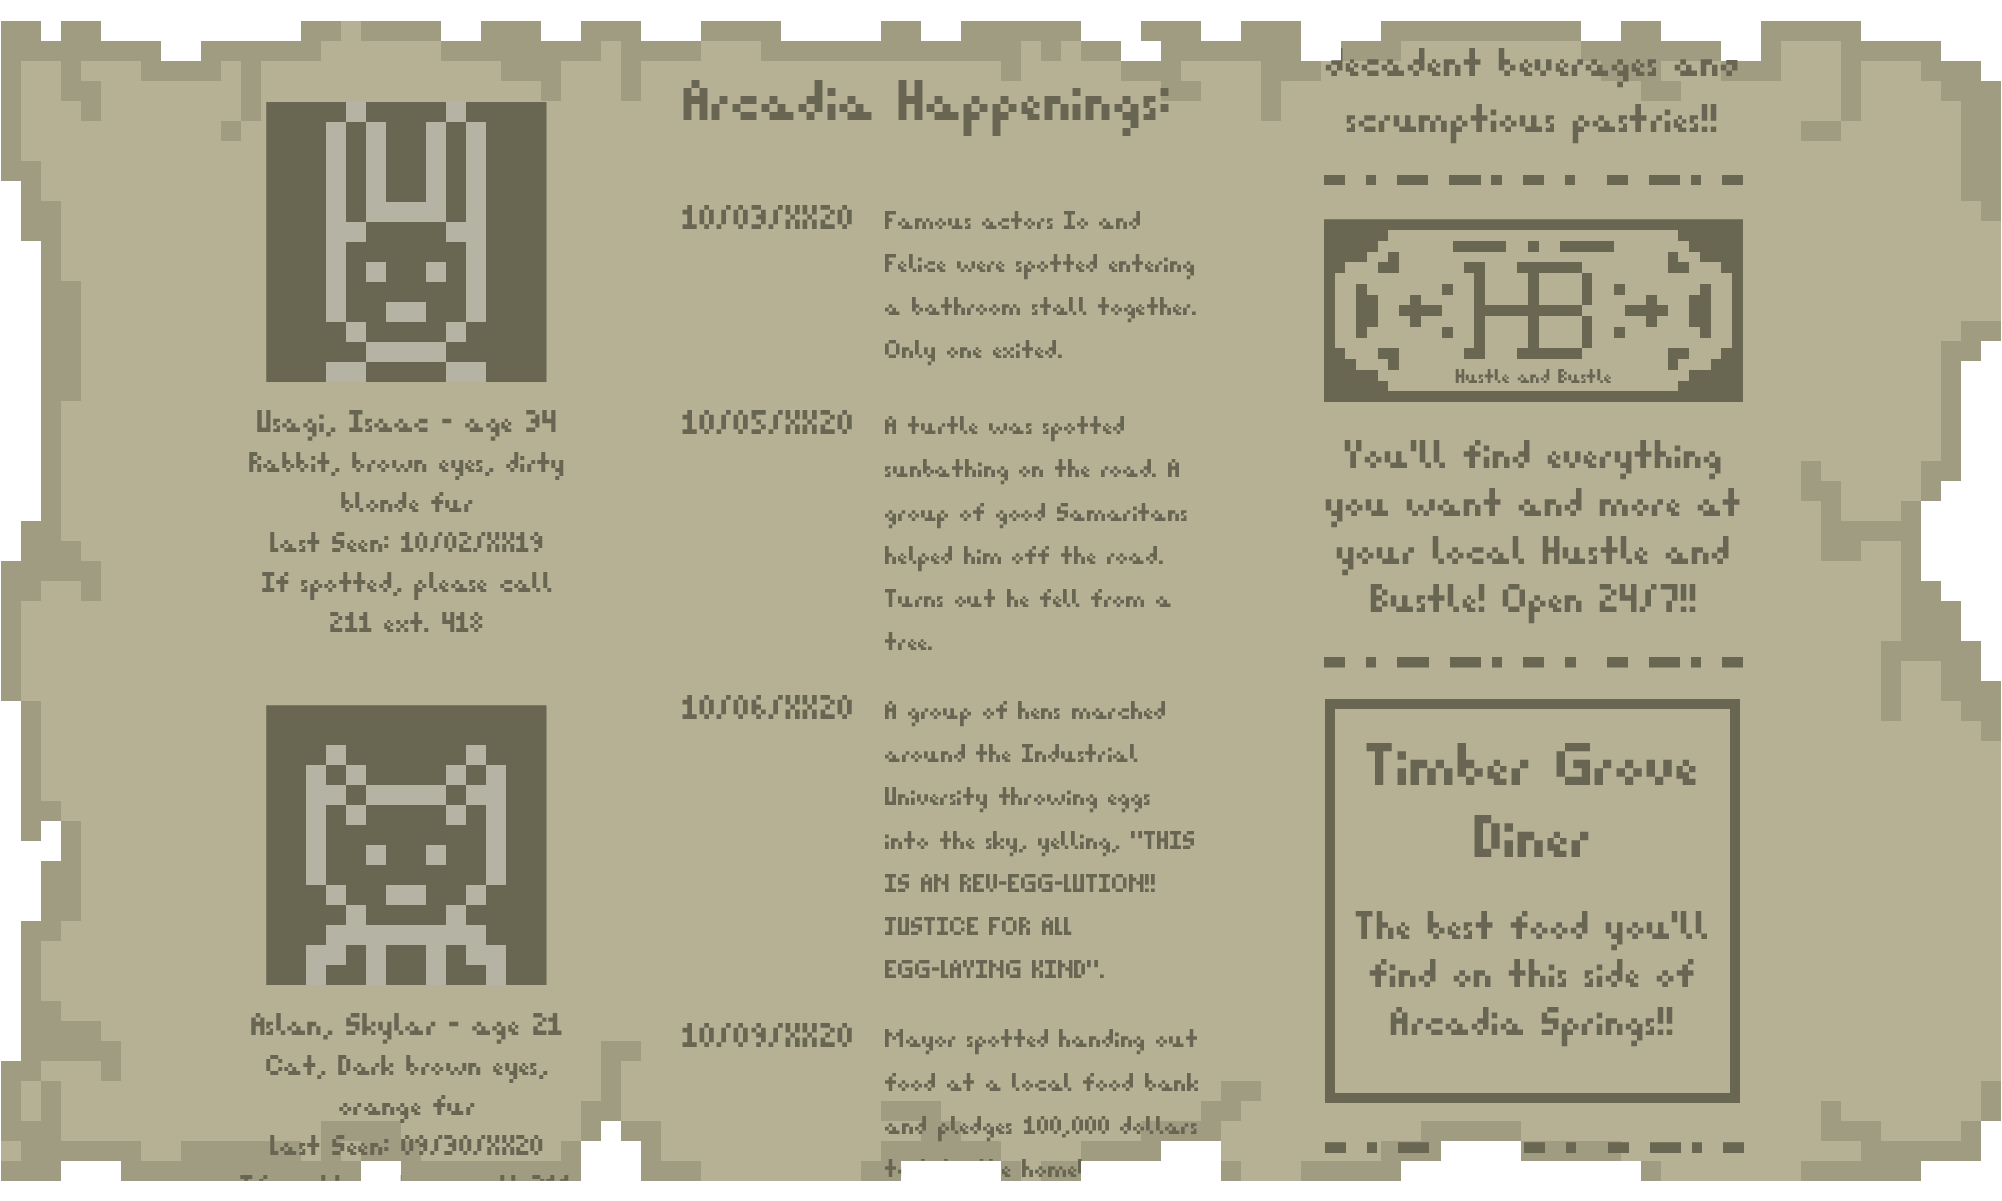 Usagi, Isaac - age 34
Rabbit, brown eyes, dirty
blonde fur
Last Seen: 10/02/XX19
If spotted, please call
211 ext. 418
Aslan, Skylar - age 21
Cat, Dark brown eyes,
orange fur
Last Seen: 09/30/XX20
Arcadia Happenings:
10/03/XX20
Famous actors Io and
Felice were spotted entering
a bathroom stall together.
Only one exited.
10/05/XX20
A turtle was spotted
sunbathing on the road. A
group of good Samaritans
helped him off the road.
Turns out he fell from a
tree.
10/06/XX20
A group of hens marched
around the Industrial
University throwing eggs
into the sky, yelling, "THIS
IS AN REV-EGG-LUTION!!
JUSTICE FOR ALL
EGG-LAYING KIND".
10/09/XX20
Mayor spotted handing out
food at a local food bank
and pledges 100,000 dollars
home!
decadent beverages and
scrumptious pastries!!
HB
Hustle and Bustle
You'll find everything
you want and more at
your local Hustle and
Bustle! Open 24/7!!
Timber Grove
Diner
The best food you'll
find on this side of
Arcadia Springs!!